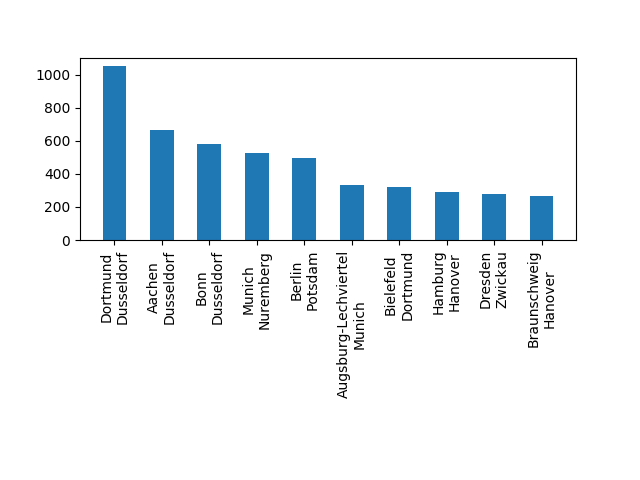 1000
800
600
400
200
0
Dortmund
Dusseldorf
Aachen
Dusseldorf
Bonn
Dusseldorf
Munich
Nuremberg
Berlin
Potsdam
Augsburg-Lechviertel
Munich
Bielefeld
Dortmund
Hamburg
Hanover
Dresden
Zwickau
Braunschweig
Hanover